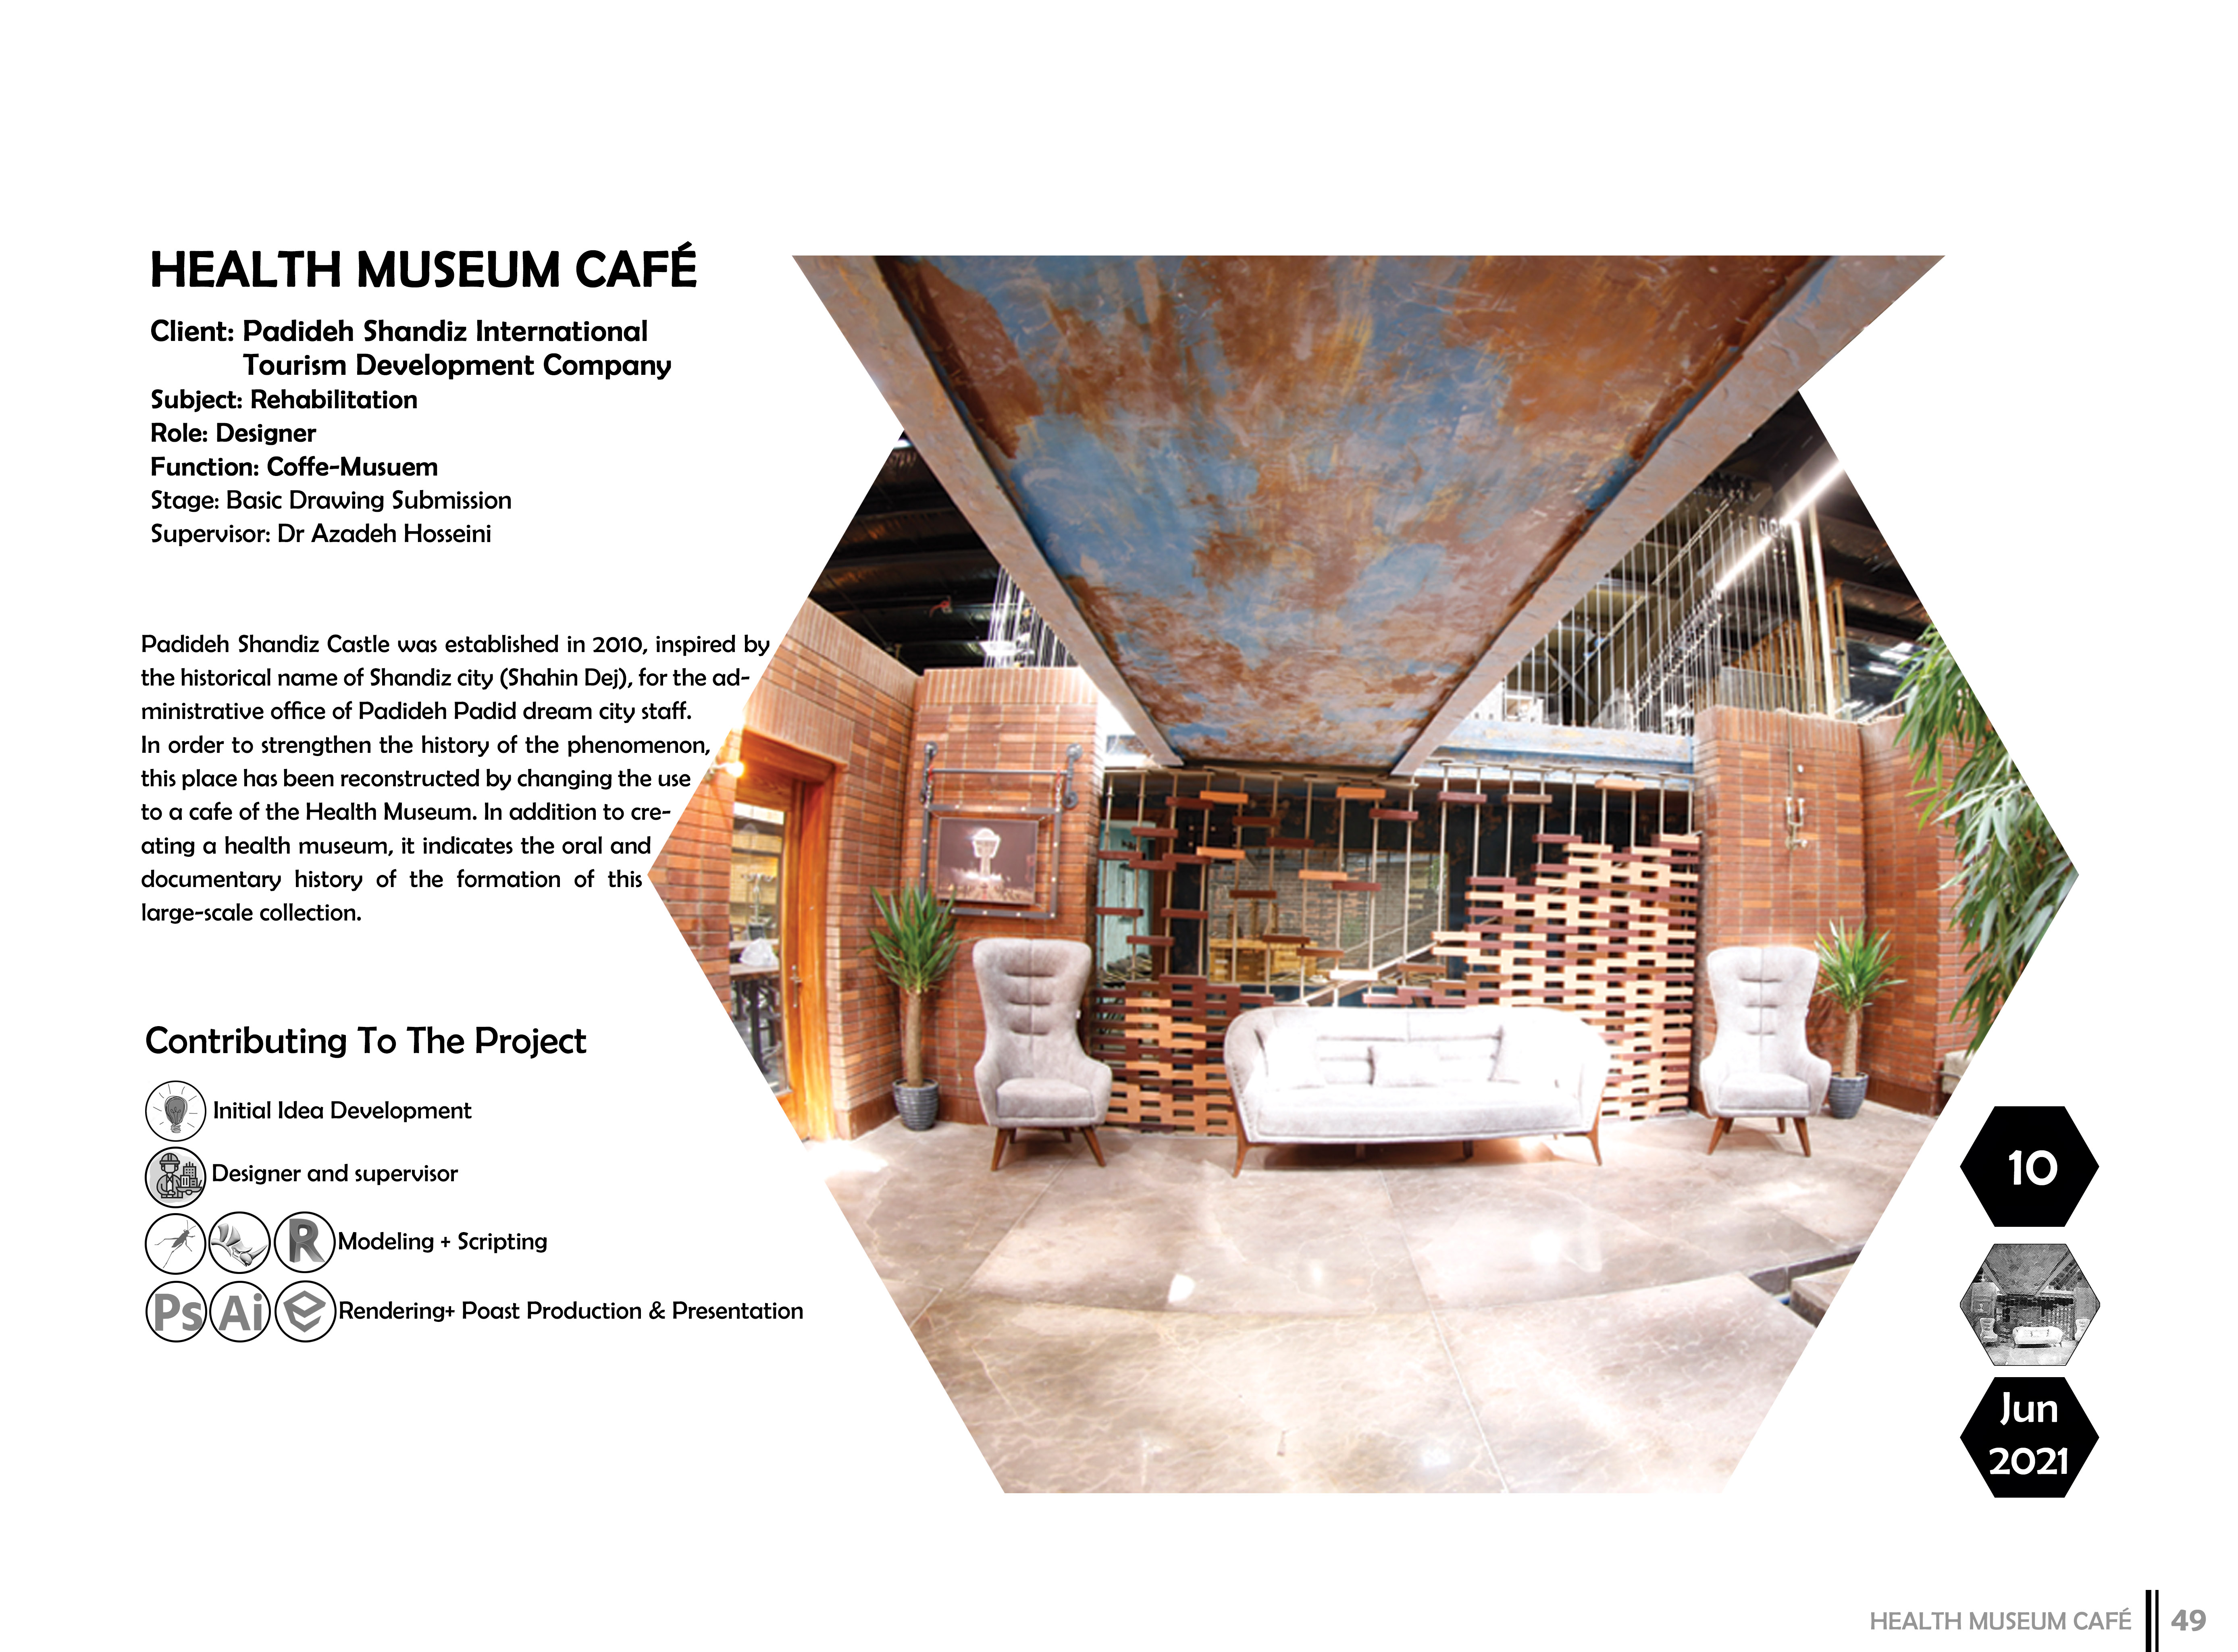 HEALTH MUSEUM CAFÉ
Client: Padideh Shandiz International
Tourism Development Company
Subject: Rehabilitation
Role: Designer
Function: Coffe-Musuem
Stage: Basic Drawing Submission
Supervisor: Dr Azadeh Hosseini
Padideh Shandiz Castle was established in 2010, inspired by
the historical name of Shandiz city (Shahin Dej), for the ad-
ministrative office of Padideh Padid dream city staff.
In order to strengthen the history of the phenomenon,
this place has been reconstructed by changing the use
to a cafe of the Health Museum. In addition to cre-
ating a health museum, it indicates the oral and
documentary history of the formation of this
large-scale collection.
Contributing To The Project
Initial Idea Development
Designer and supervisor
R Modeling + Scripting
Ps Ai Rendering+ Poast Production & Presentation
10
Jun
2021
HEALTH MUSEUM CAFÉ 49